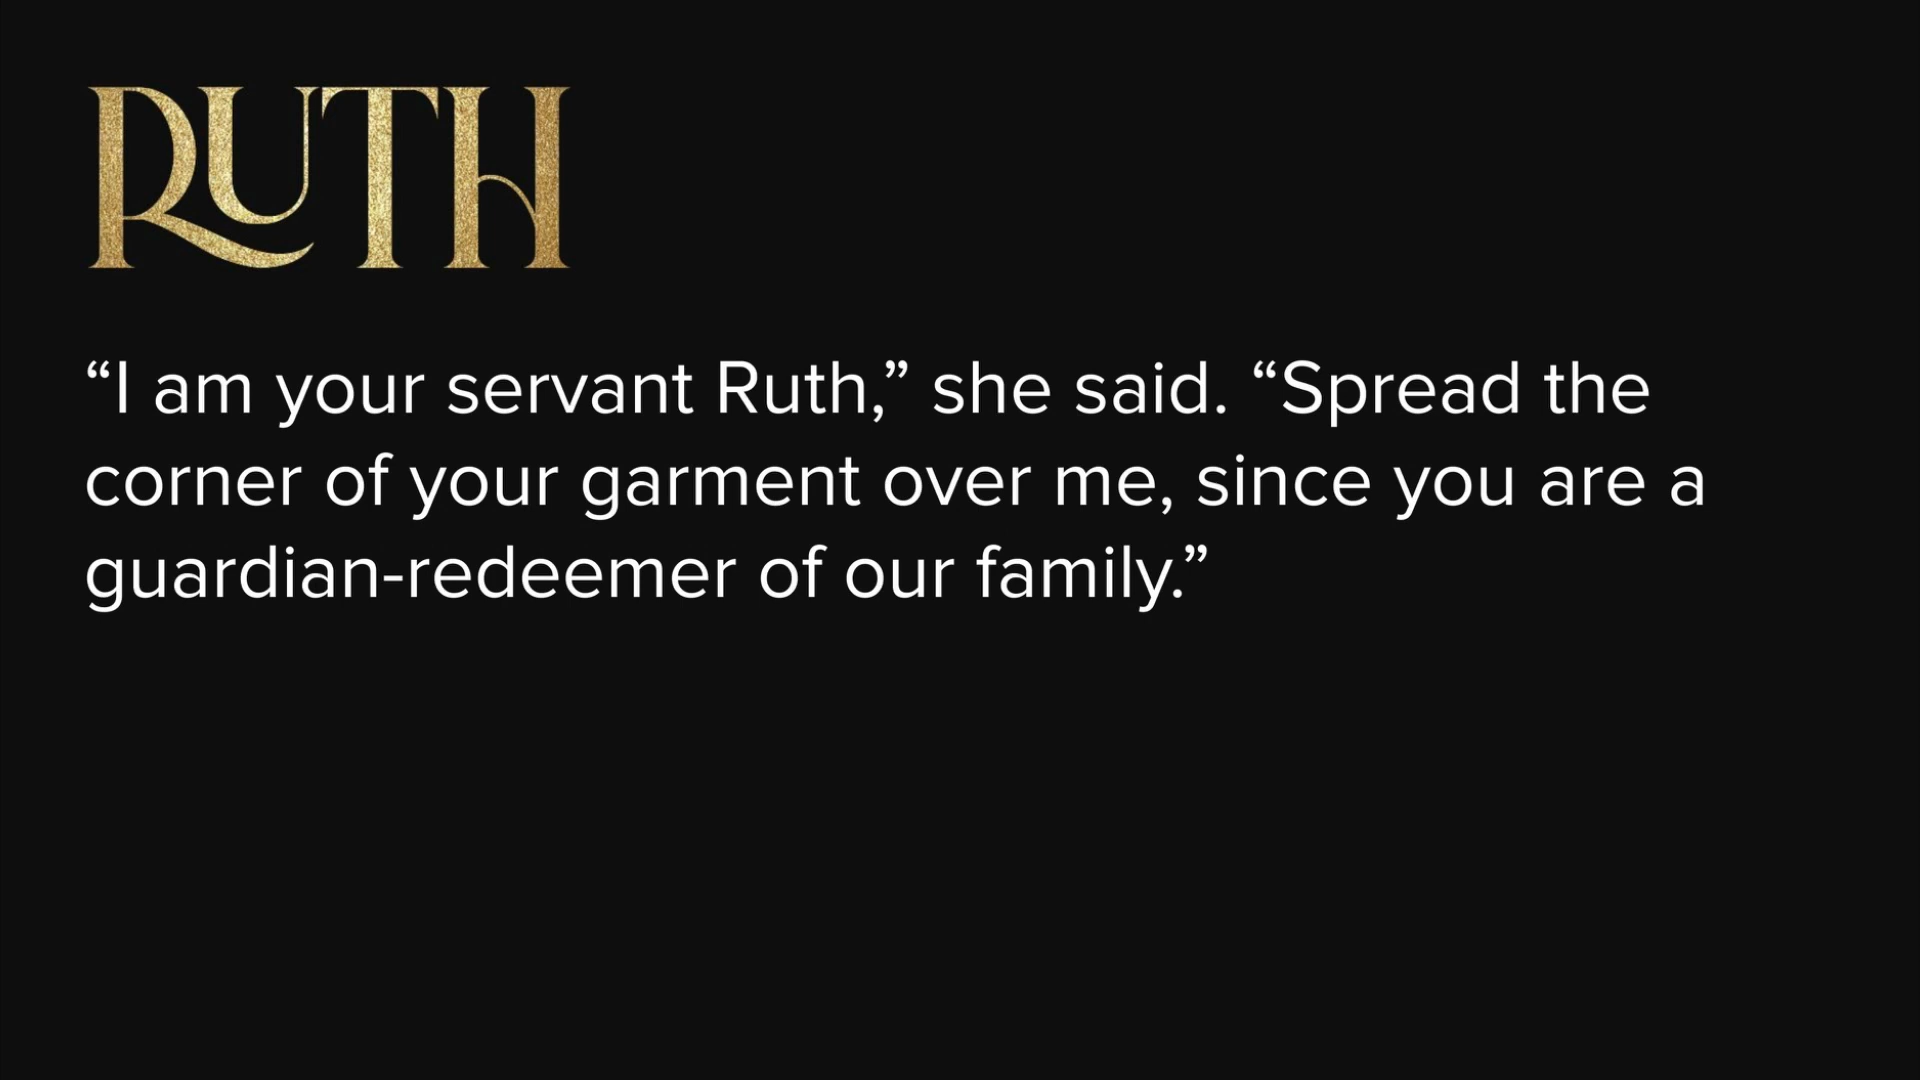 RUTH
“I am your servant Ruth,” she said. “Spread the
corner of your garment over me, since you are a
guardian-redeemer of our family.”